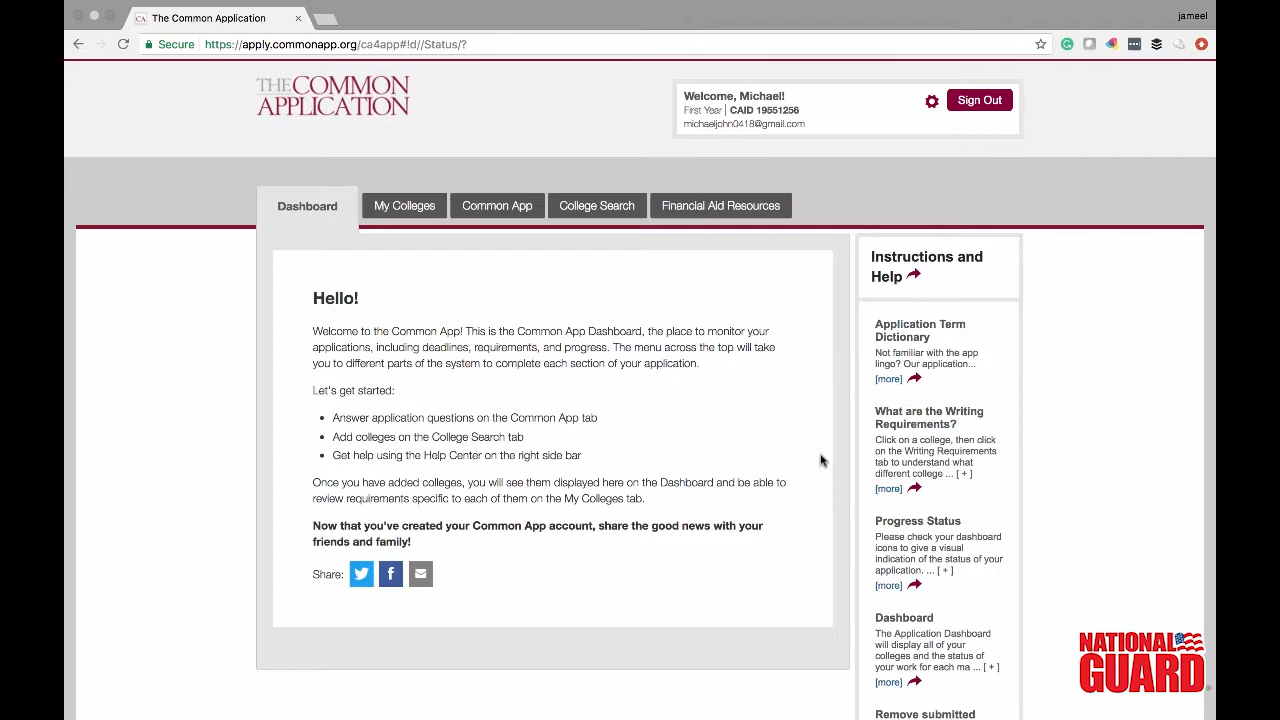 The Common Application
jameel
Secure
https://apply.commonapp.org/ca4app#!d//Status/?
THE COMMON
APPLICATION
Welcome, Michael!
First Year | CAID 19551256
michaeljohn0418@gmail.com
Sign Out
Dashboard
My Colleges
Common App
College Search
Financial Aid Resources
Hello!
Welcome to the Common App! This is the Common App Dashboard, the place to monitor your
applications, including deadlines, requirements, and progress. The menu across the top will take
you to different parts of the system to complete each section of your application.
Let's get started:
• Answer application questions on the Common App tab
• Add colleges on the College Search tab
• Get help using the Help Center on the right side bar
Once you have added colleges, you will see them displayed here on the Dashboard and be able to
review requirements specific to each of them on the My Colleges tab.
Now that you've created your Common App account, share the good news with your
friends and family!
Share:
Instructions and
Help
Application Term
Dictionary
Not familiar with the app
lingo? Our application...
[more]
What are the Writing
Requirements?
Click on a college, then click
on the Writing Requirements
tab to understand what
different college ... [ + ]
[more]
Progress Status
Please check your dashboard
icons to give a visual
indication of the status of your
application. ... [ + ]
[more]
Dashboard
The Application Dashboard
will display all of your
colleges and the status of
your work for each ma ... [ + ]
[more]
Remove submitted
NATIONAL
GUARD